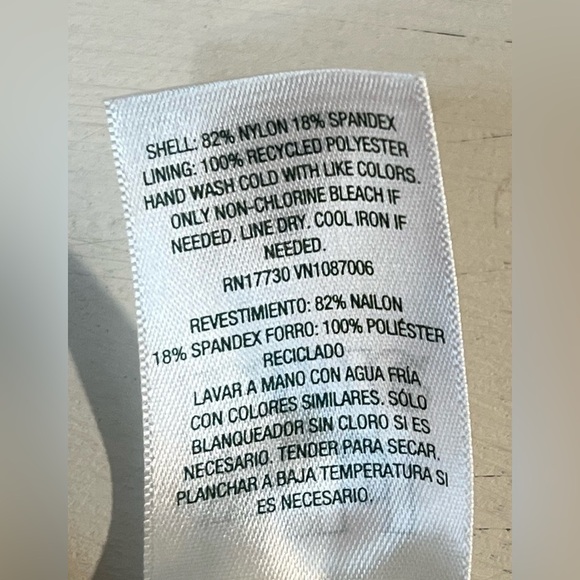 SHELL: 82% NYLON 18% SPANDEX
LINING: 100% RECYCLED POLYESTER
HAND WASH COLD WITH LIKE COLORS.
ONLY NON-CHLORINE BLEACH IF
NEEDED. LINE DRY. COOL IRON IF
NEEDED.
RN17730 VN1087006
REVESTIMIENTO: 82% NAILON
18% SPANDEX FORRO: 100% POLIÉSTER
RECICLADO
LAVAR A MANO CON AGUA FRÍA
CON COLORES SIMILARES. SÓLO
BLANQUEADOR SIN CLORO SI ES
NECESARIO. TENDER PARA SECAR.
PLANCHAR A BAJA TEMPERATURA SI
ES NECESARIO.